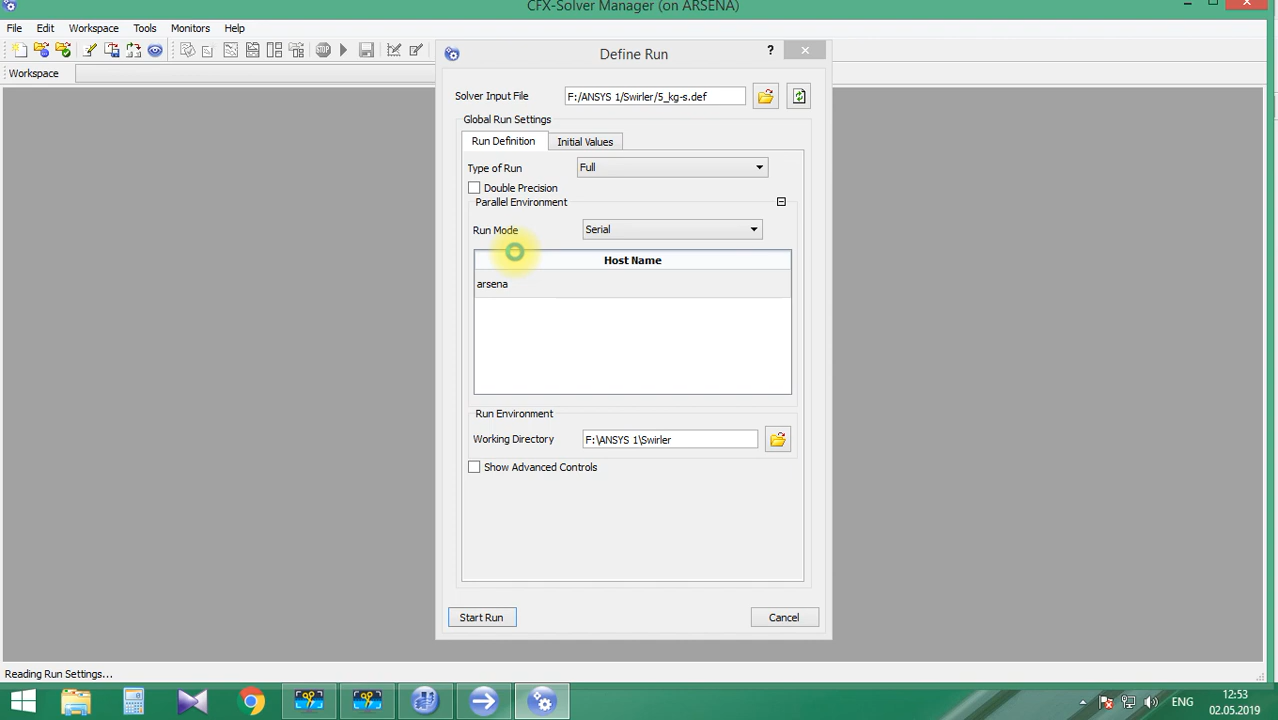 CFX-Solver Manager (on ARSENA)
File Edit Workspace Tools Monitors Help
Workspace
Define Run
?
Solver Input File F:/ANSYS 1/Swirler/5_kg-s.def
Global Run Settings
Run Definition Initial Values
Type of Run Full
Double Precision
Parallel Environment
Run Mode Serial
Host Name
arsena
Run Environment
Working Directory F:\ANSYS 1\Swirler
Show Advanced Controls
Start Run Cancel
Reading Run Settings...
ENG
12:53
02.05.2019